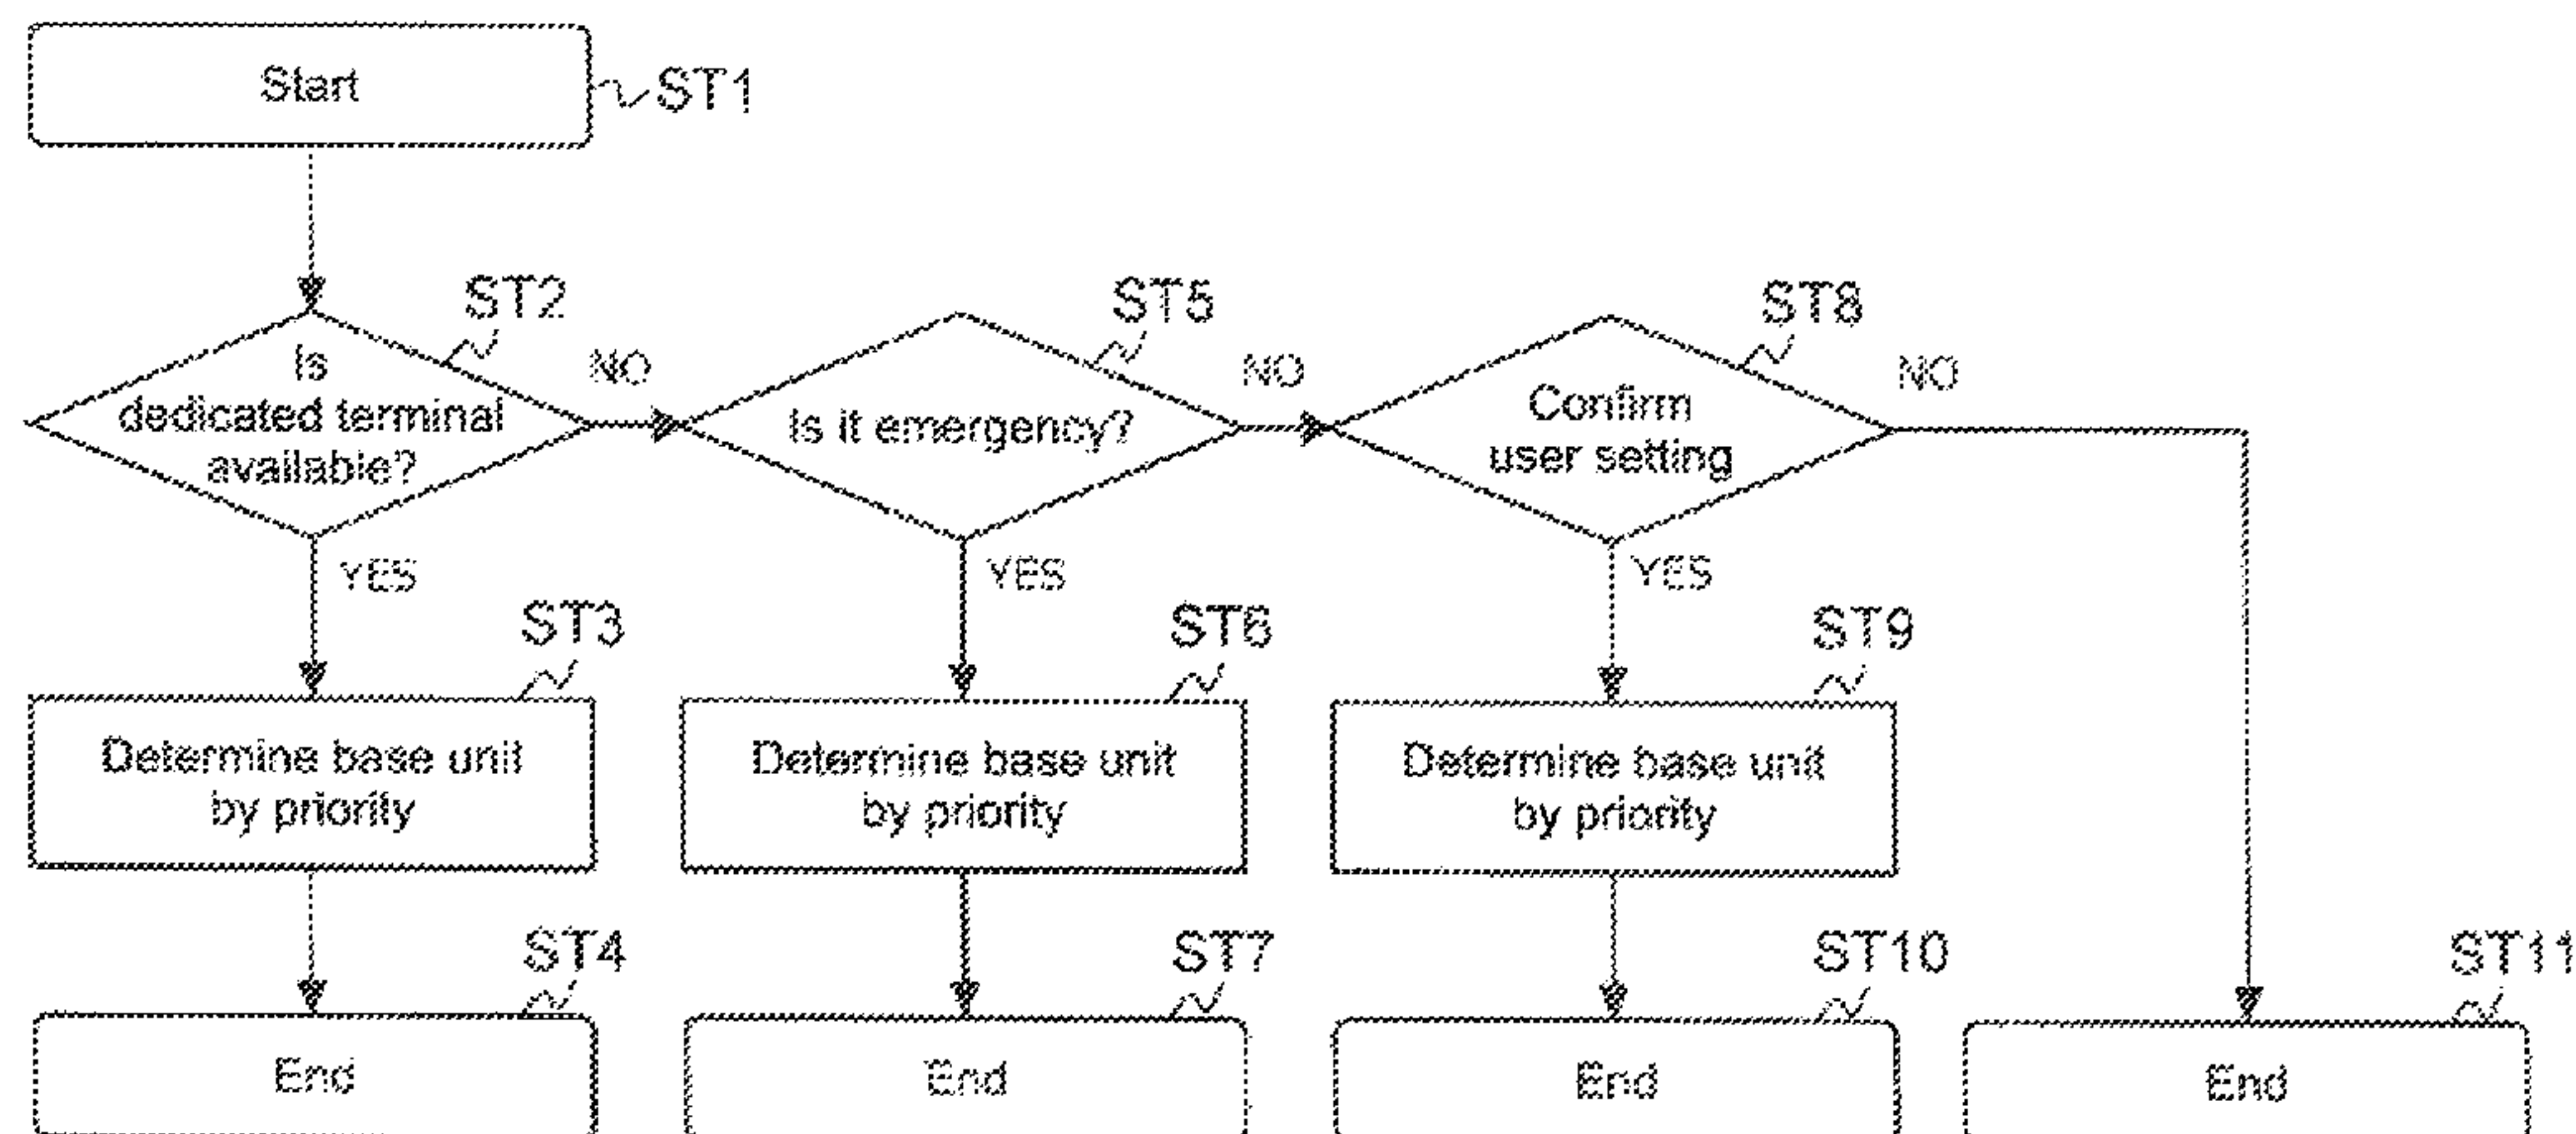 Start
ST1
ST2
ST5
ST8
Is
dedicated terminal
available?
NO
Is it emergency?
NO
Confirm
user setting
NO
YES
YES
YES
ST3
ST6
ST9
Determine base unit
by priority
Determine base unit
by priority
Determine base unit
by priority
ST4
ST7
ST10
ST11
End
End
End
End